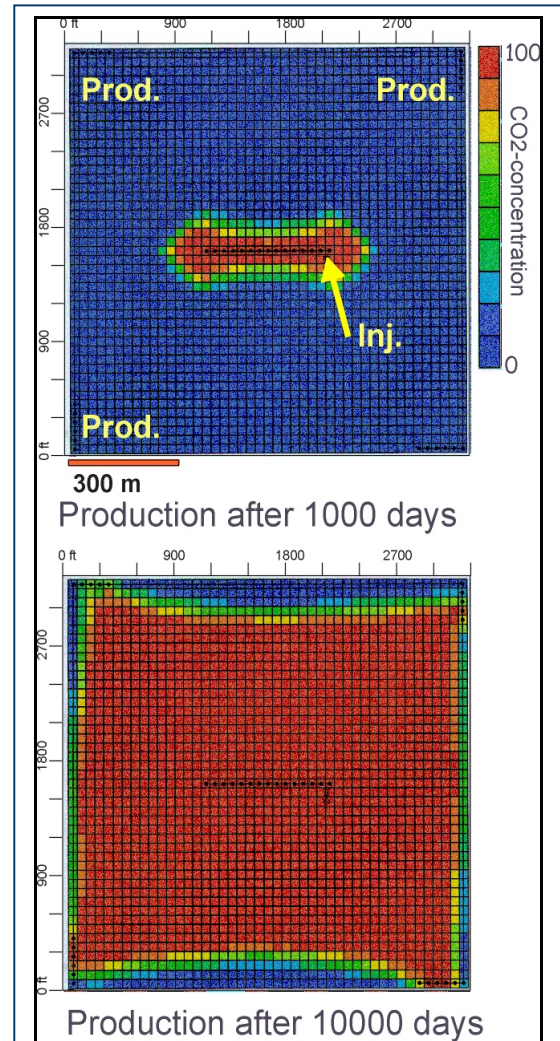 0 ft 900 1800 2700
100
Prod. Prod.
2700
CO2-concentration
1800
Inj.
900
0
Prod.
0 ft
300 m
Production after 1000 days
0 ft 900 1800 2700
2700
1800
900
0 ft
Production after 10000 days